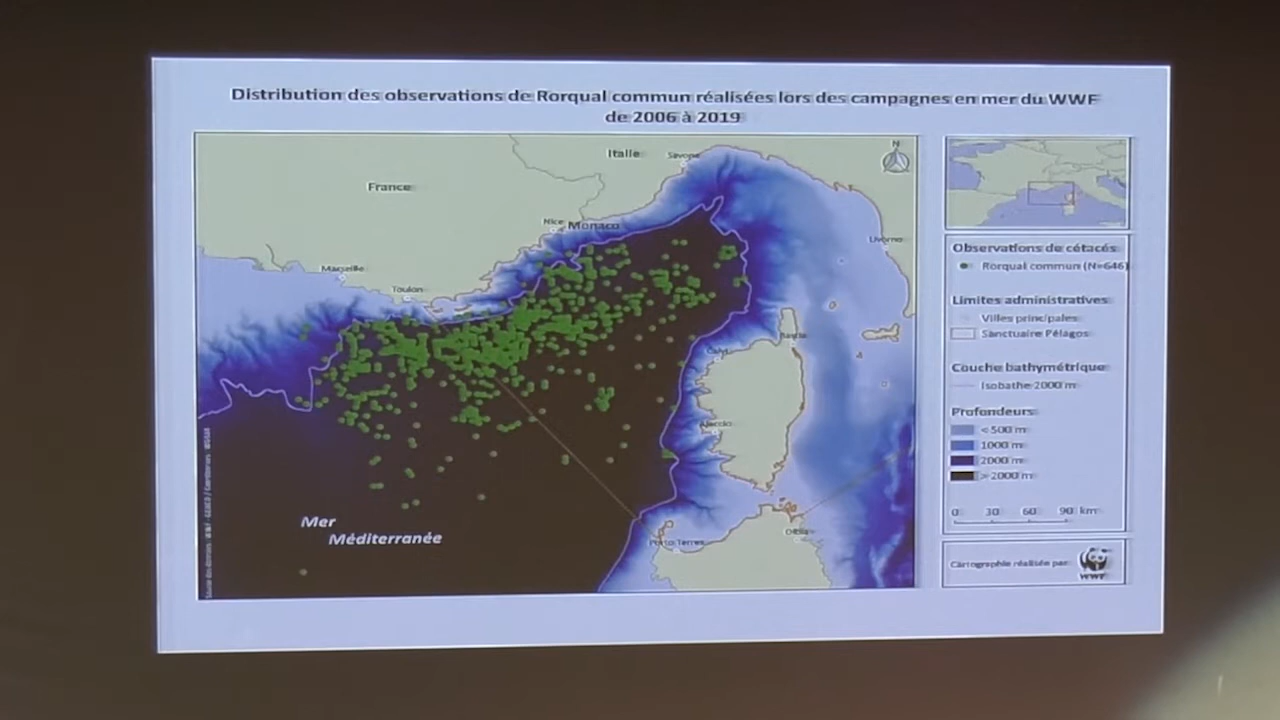 Distribution des observations de Rorqual commun réalisées lors des campagnes en mer du WWF
de 2006 à 2019
France
Italie
Savone
N
Nice
Monaco
Marseille
Toulon
Livorno
Bastia
Calvi
Ajaccio
Porto Torres
Olbia
Mer
Méditerranée
Observations de cétacés
Rorqual commun (N=646)
Limites administratives
Villes principales
Sanctuaire Pélagos
Couche bathymétrique
Isobathe 2000 m
Profondeurs
< 500 m
1000 m
2000 m
> 2000 m
0 30 60 90 km
Cartographie réalisée par
WWF